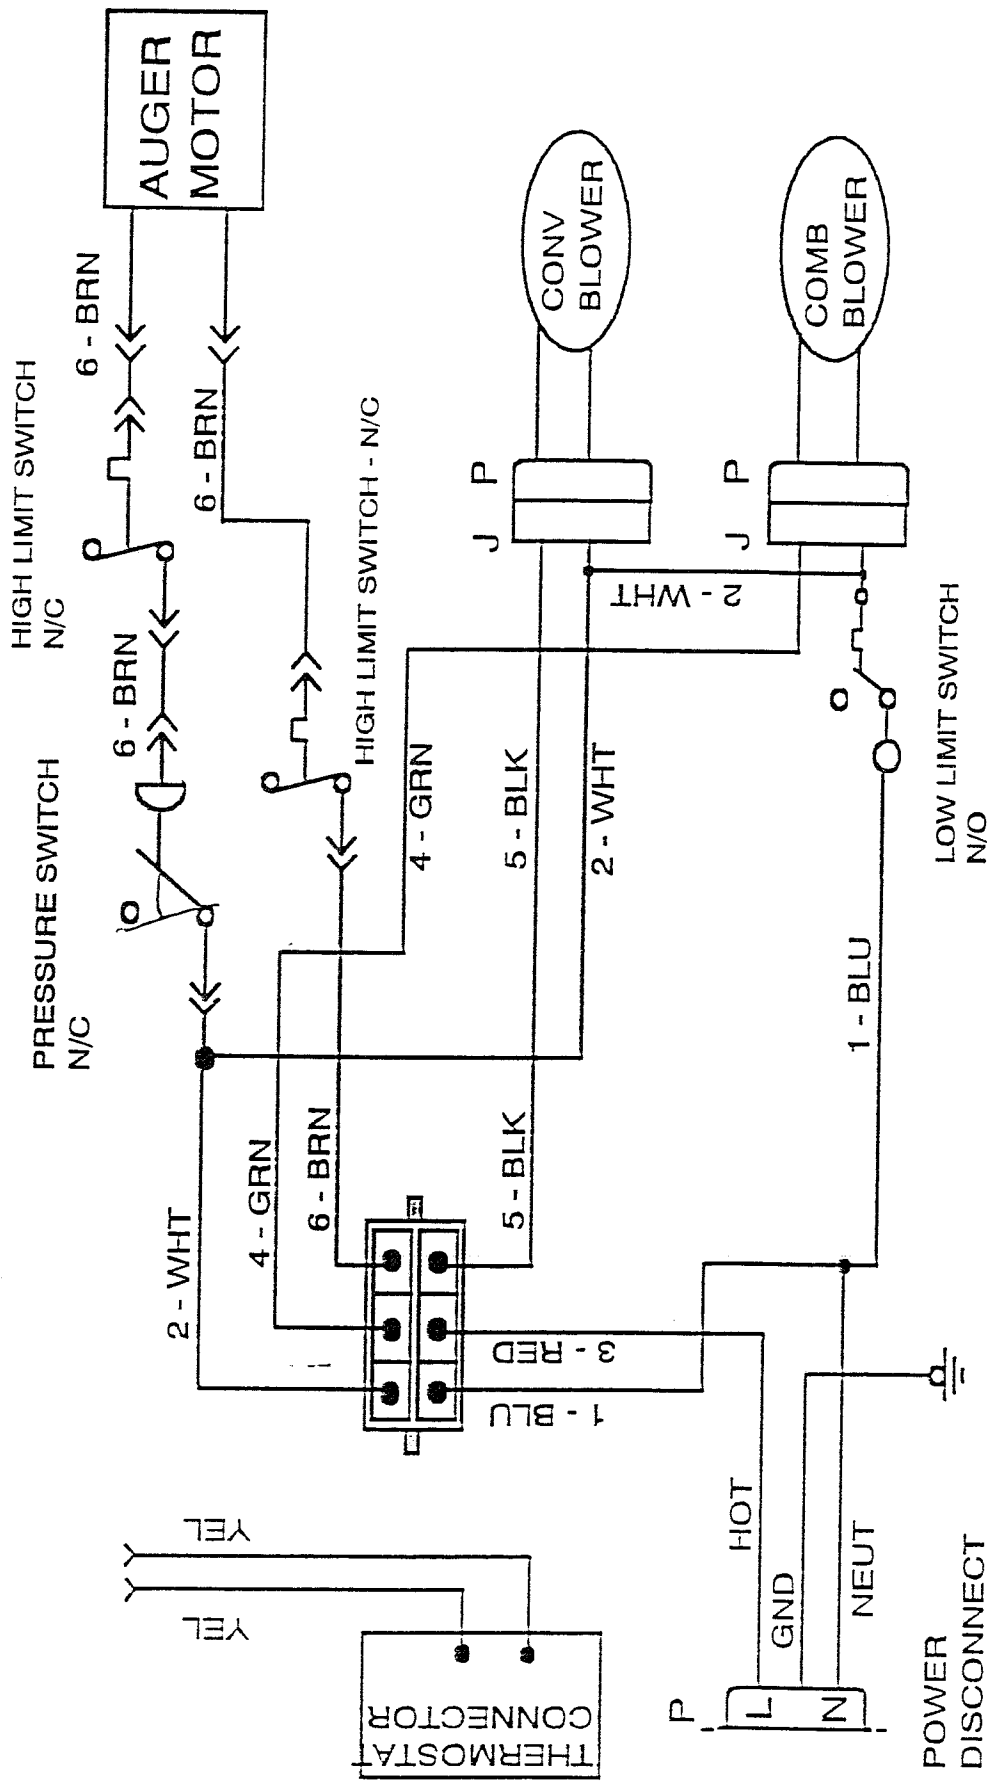 AUGER
MOTOR
6 - BRN
6 - BRN
HIGH LIMIT SWITCH
N/C
HIGH LIMIT SWITCH - N/C
6 - BRN
PRESSURE SWITCH
N/C
CONV
BLOWER
COMB
BLOWER
P
J
P
J
2 - WHT
4 - GRN
5 - BLK
2 - WHT
LOW LIMIT SWITCH
N/O
1 - BLU
2 - WHT
4 - GRN
6 - BRN
5 - BLK
3 - RED
1 - BLU
YEL
YEL
THERMOSTAT
CONNECTOR
HOT
GND
NEUT
P
L
N
POWER
DISCONNECT